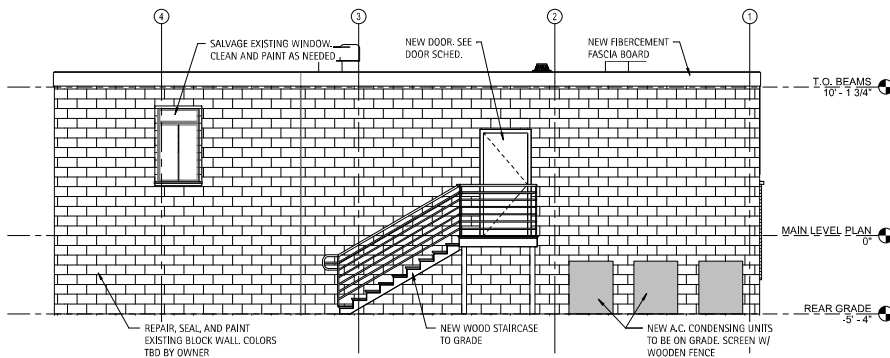 4
3
2
1
SALVAGE EXISTING WINDOW.
CLEAN AND PAINT AS NEEDED
NEW DOOR. SEE
DOOR SCHED.
NEW FIBERCEMENT
FASCIA BOARD
T.O. BEAMS
10' - 1 3/4"
MAIN LEVEL PLAN
0"
REAR GRADE
-5' - 4"
REPAIR, SEAL, AND PAINT
EXISTING BLOCK WALL. COLORS
TBD BY OWNER
NEW WOOD STAIRCASE
TO GRADE
NEW A.C. CONDENSING UNITS
TO BE ON GRADE. SCREEN W/
WOODEN FENCE